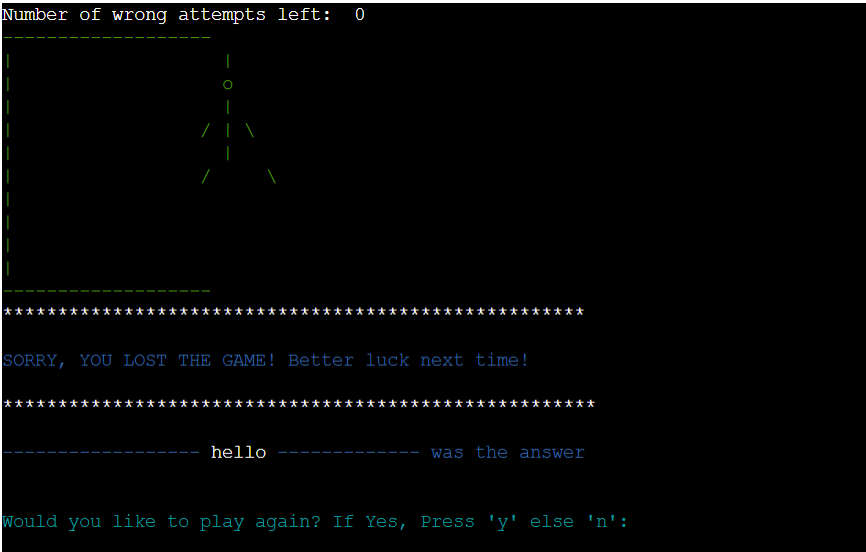 Number of wrong attempts left:  0
-------------------
|                   |
|                   o
|                   |
|                 / | \
|                   |
|                 /     \
|
|
|
|
-------------------
*****************************************************
SORRY, YOU LOST THE GAME! Better luck next time!
******************************************************
------------------ hello ------------- was the answer
Would you like to play again? If Yes, Press 'y' else 'n':